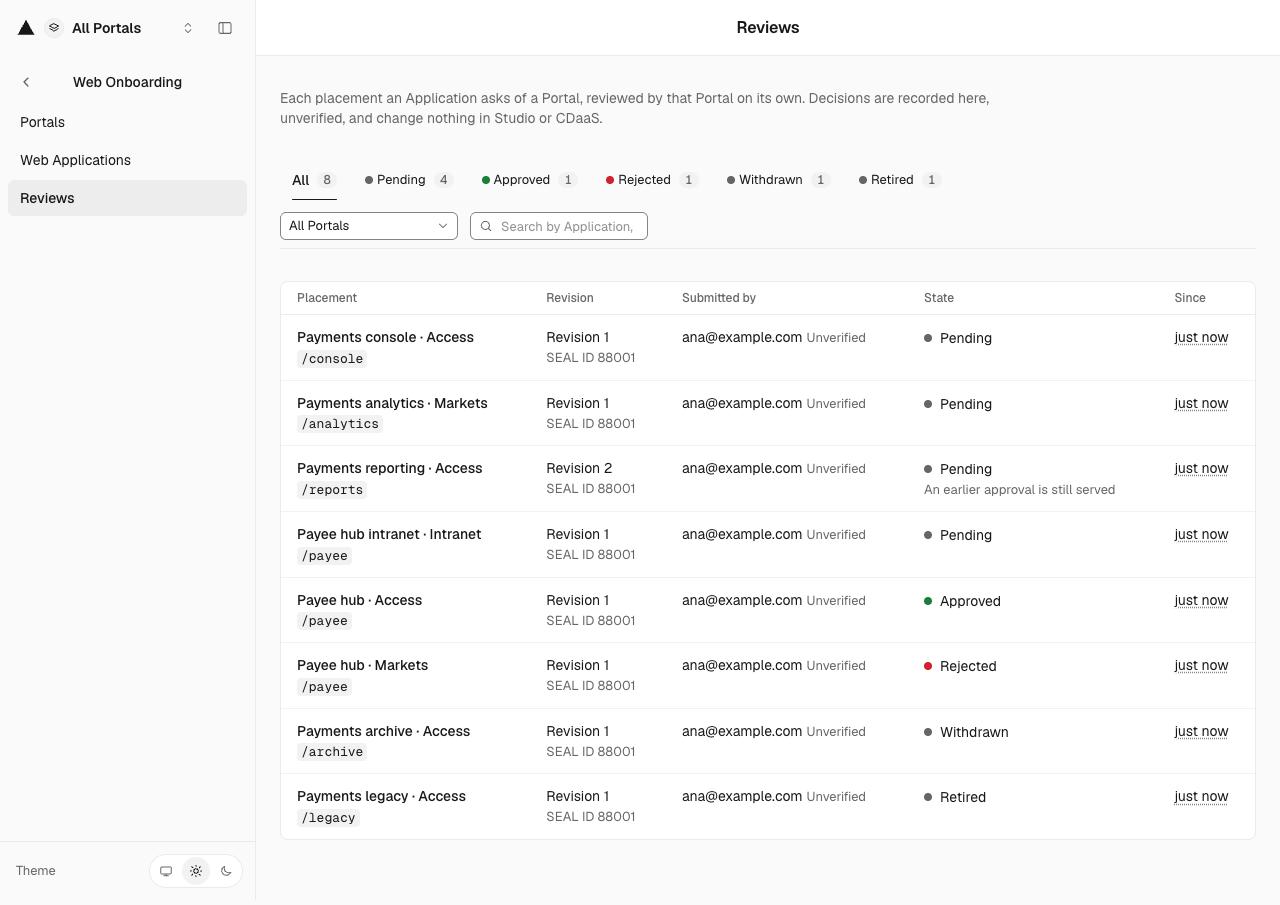 All Portals
Reviews
Web Onboarding
Portals
Web Applications
Reviews
Each placement an Application asks of a Portal, reviewed by that Portal on its own. Decisions are recorded here,
unverified, and change nothing in Studio or CDaaS.
All 8 Pending 4 Approved 1 Rejected 1 Withdrawn 1 Retired 1
All Portals Search by Application,
Placement Revision Submitted by State Since
Payments console · Access Revision 1 ana@example.com Unverified Pending just now
/console SEAL ID 88001
Payments analytics · Markets Revision 1 ana@example.com Unverified Pending just now
/analytics SEAL ID 88001
Payments reporting · Access Revision 2 ana@example.com Unverified Pending just now
/reports SEAL ID 88001 An earlier approval is still served
Payee hub intranet · Intranet Revision 1 ana@example.com Unverified Pending just now
/payee SEAL ID 88001
Payee hub · Access Revision 1 ana@example.com Unverified Approved just now
/payee SEAL ID 88001
Payee hub · Markets Revision 1 ana@example.com Unverified Rejected just now
/payee SEAL ID 88001
Payments archive · Access Revision 1 ana@example.com Unverified Withdrawn just now
/archive SEAL ID 88001
Payments legacy · Access Revision 1 ana@example.com Unverified Retired just now
/legacy SEAL ID 88001
Theme